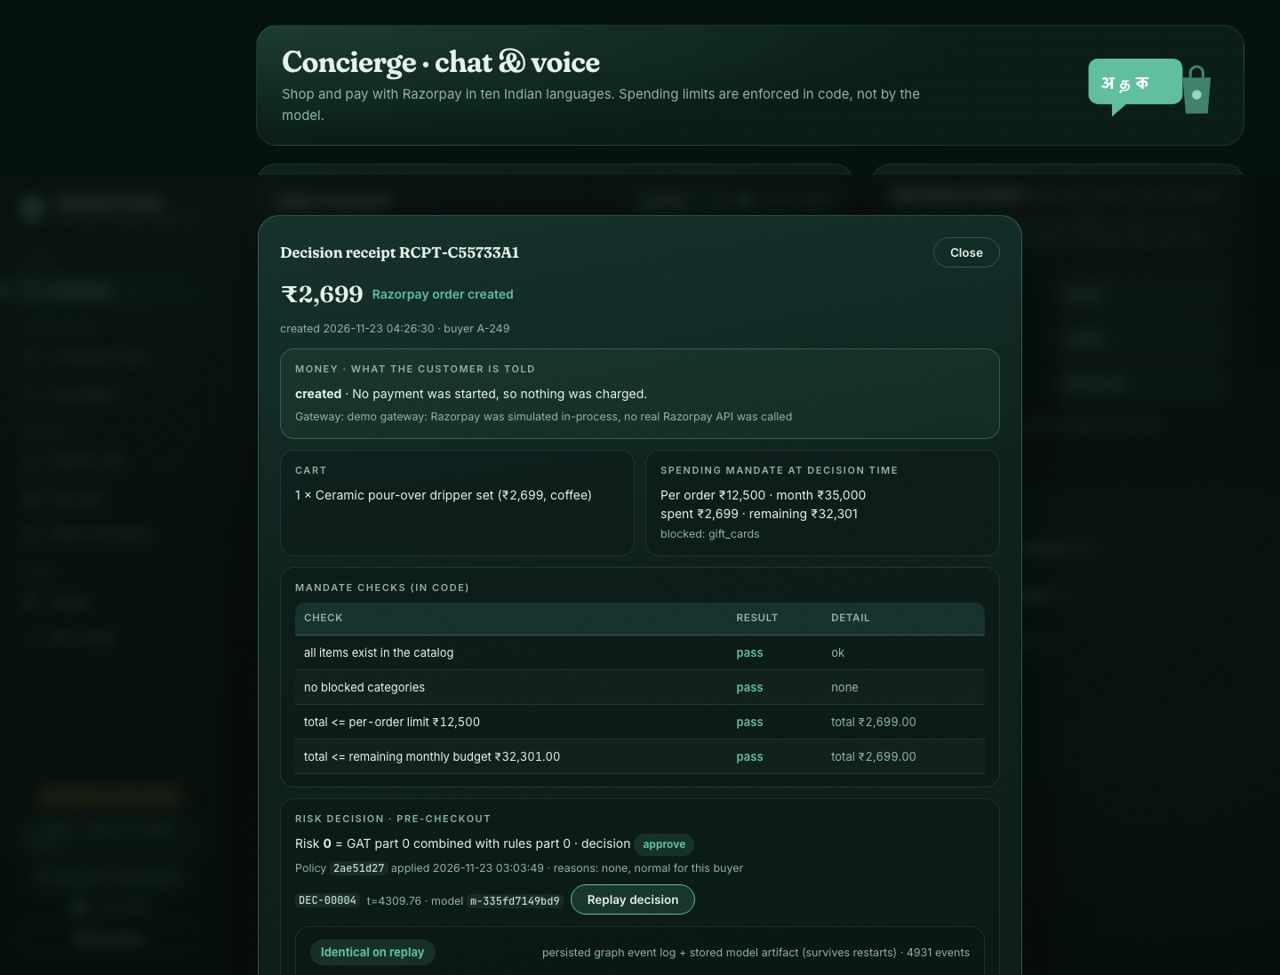 Concierge · chat & voice
Shop and pay with Razorpay in ten Indian languages. Spending limits are enforced in code, not by the
model.
अ த ক
Decision receipt RCPT-C55733A1
Close
₹2,699 Razorpay order created
created 2026-11-23 04:26:30 · buyer A-249
MONEY · WHAT THE CUSTOMER IS TOLD
created · No payment was started, so nothing was charged.
Gateway: demo gateway: Razorpay was simulated in-process, no real Razorpay API was called
CART
1 × Ceramic pour-over dripper set (₹2,699, coffee)
SPENDING MANDATE AT DECISION TIME
Per order ₹12,500 · month ₹35,000
spent ₹2,699 · remaining ₹32,301
blocked: gift_cards
MANDATE CHECKS (IN CODE)
CHECK RESULT DETAIL
all items exist in the catalog pass ok
no blocked categories pass none
total <= per-order limit ₹12,500 pass total ₹2,699.00
total <= remaining monthly budget ₹32,301.00 pass total ₹2,699.00
RISK DECISION · PRE-CHECKOUT
Risk 0 = GAT part 0 combined with rules part 0 · decision approve
Policy 2ae51d27 applied 2026-11-23 03:03:49 · reasons: none, normal for this buyer
DEC-00004 t=4309.76 · model m-335fd7149bd9 Replay decision
Identical on replay persisted graph event log + stored model artifact (survives restarts) · 4931 events